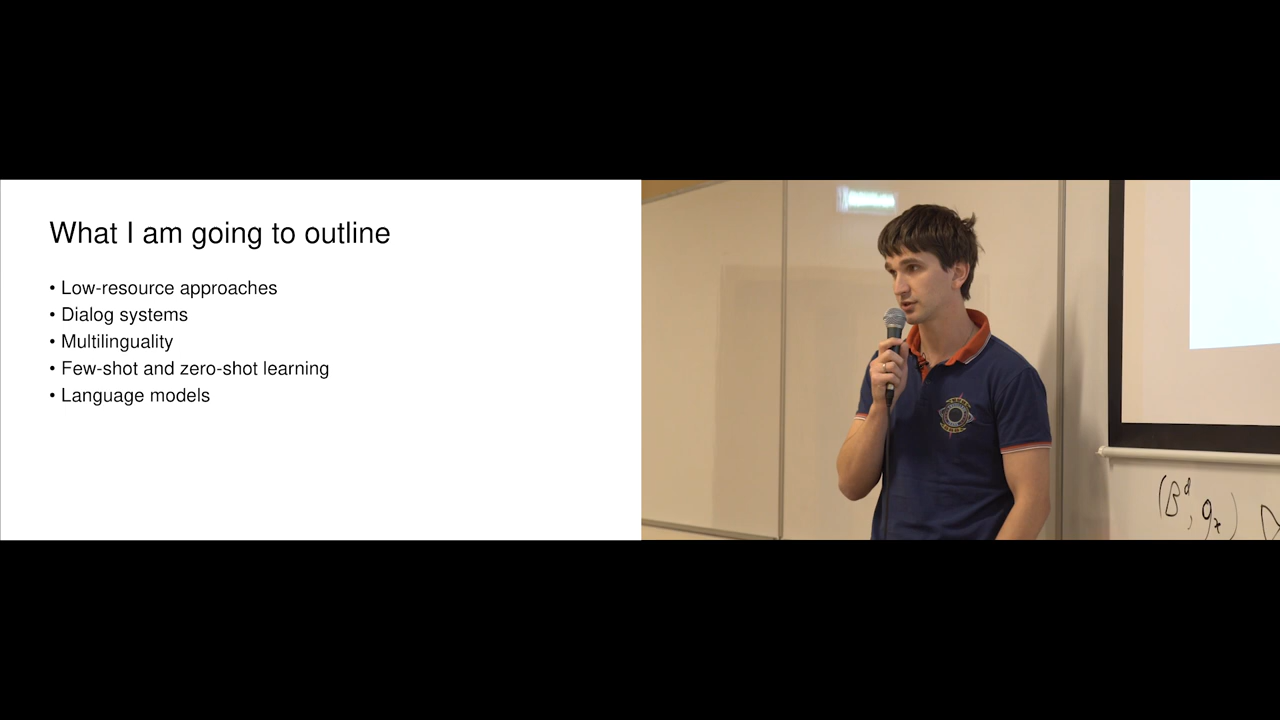 What I am going to outline
• Low-resource approaches
• Dialog systems
• Multilinguality
• Few-shot and zero-shot learning
• Language models
(B^d, g_x)